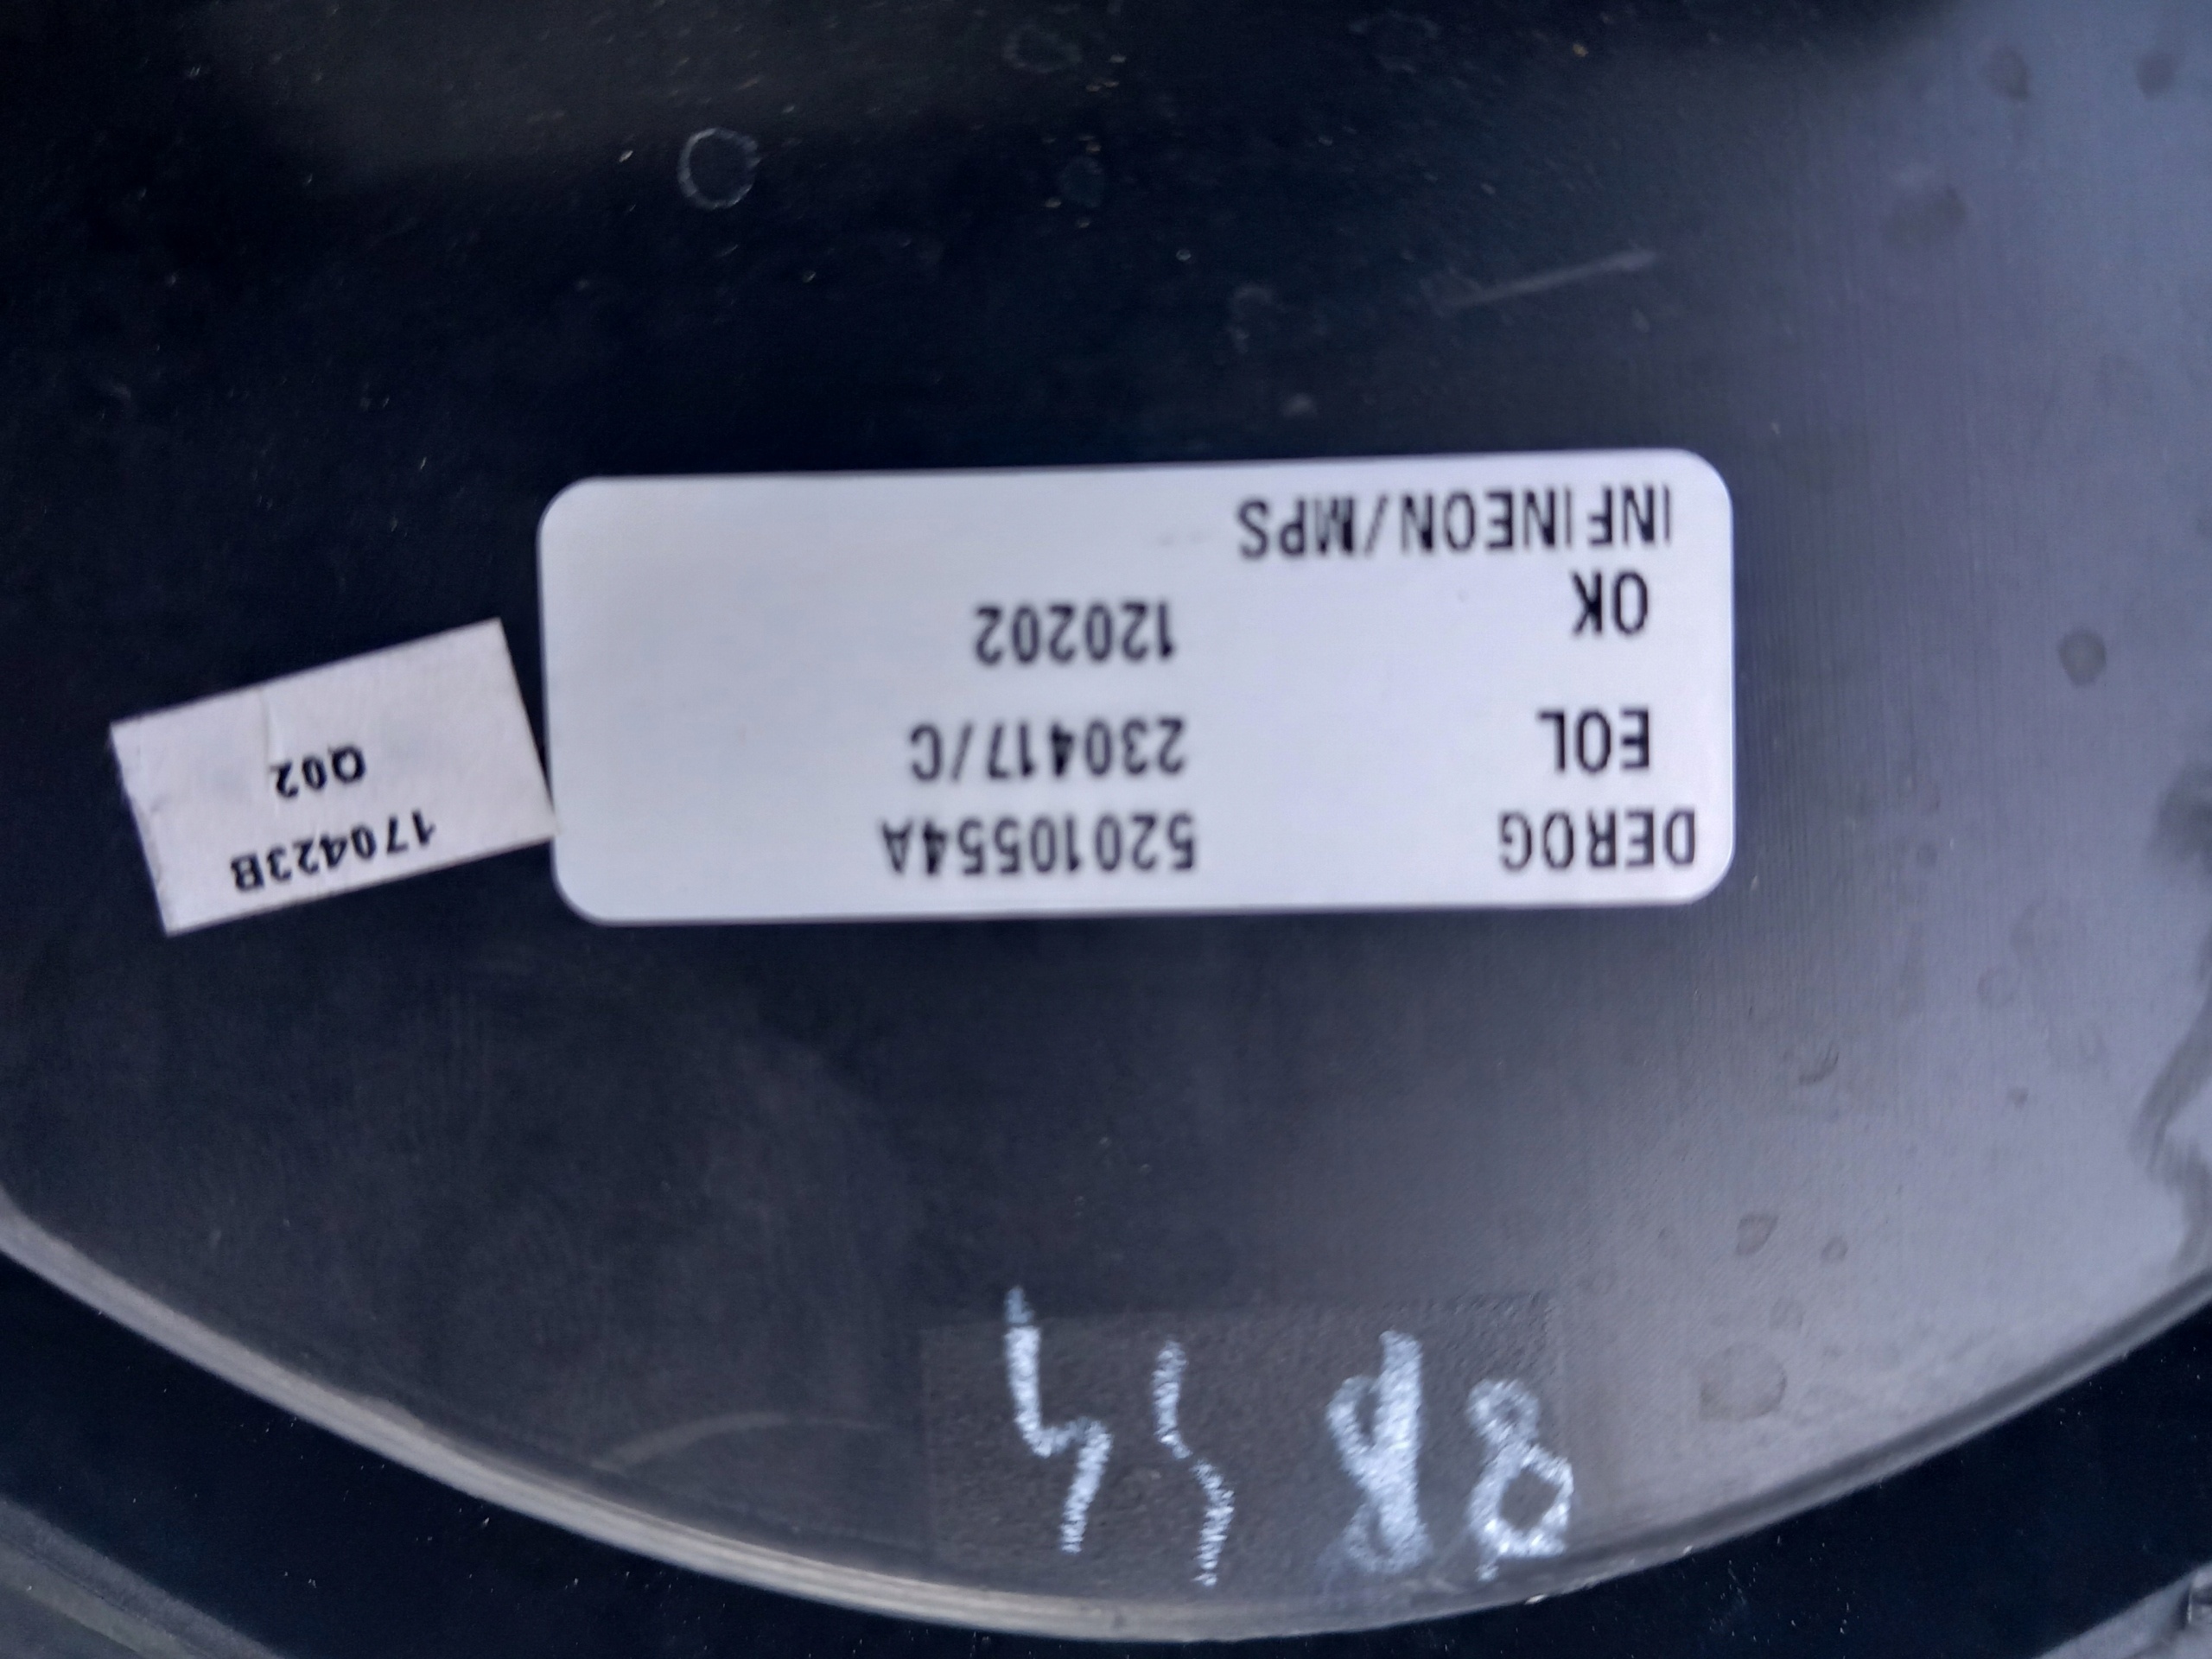 DEROG 52010554A
EOL 230417/C
OK 120202
INFINEON/MPS
170423B
Q02